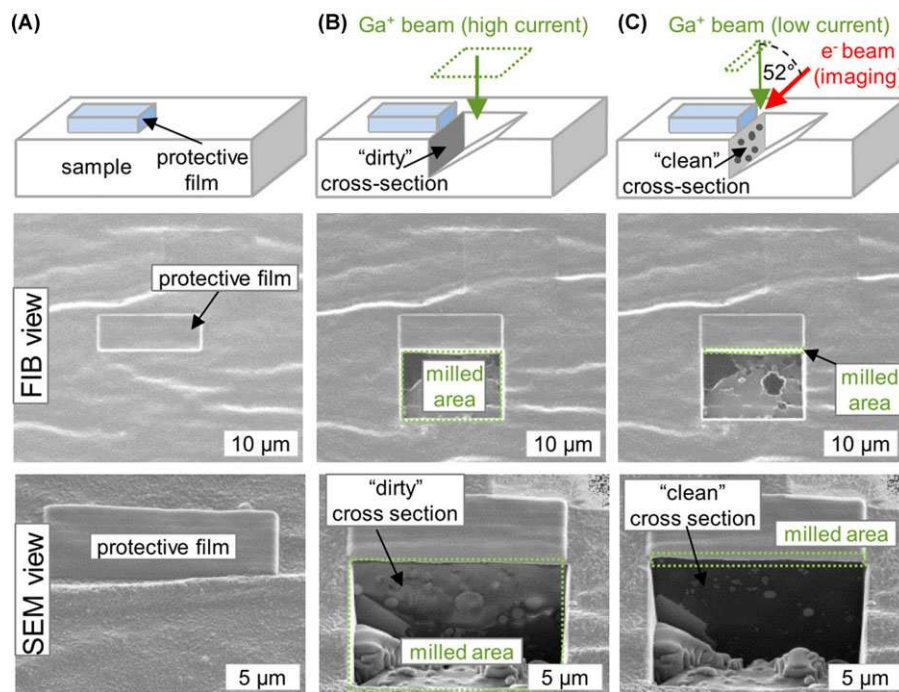 (A)
(B)
(C)
Ga⁺ beam (high current)
Ga⁺ beam (low current)
52°
e⁻ beam
(imaging)
sample
protective
film
"dirty"
cross-section
"clean"
cross-section
FIB view
protective film
10 µm
milled
area
10 µm
milled
area
10 µm
SEM view
protective film
5 µm
"dirty"
cross section
milled area
5 µm
"clean"
cross section
milled area
5 µm